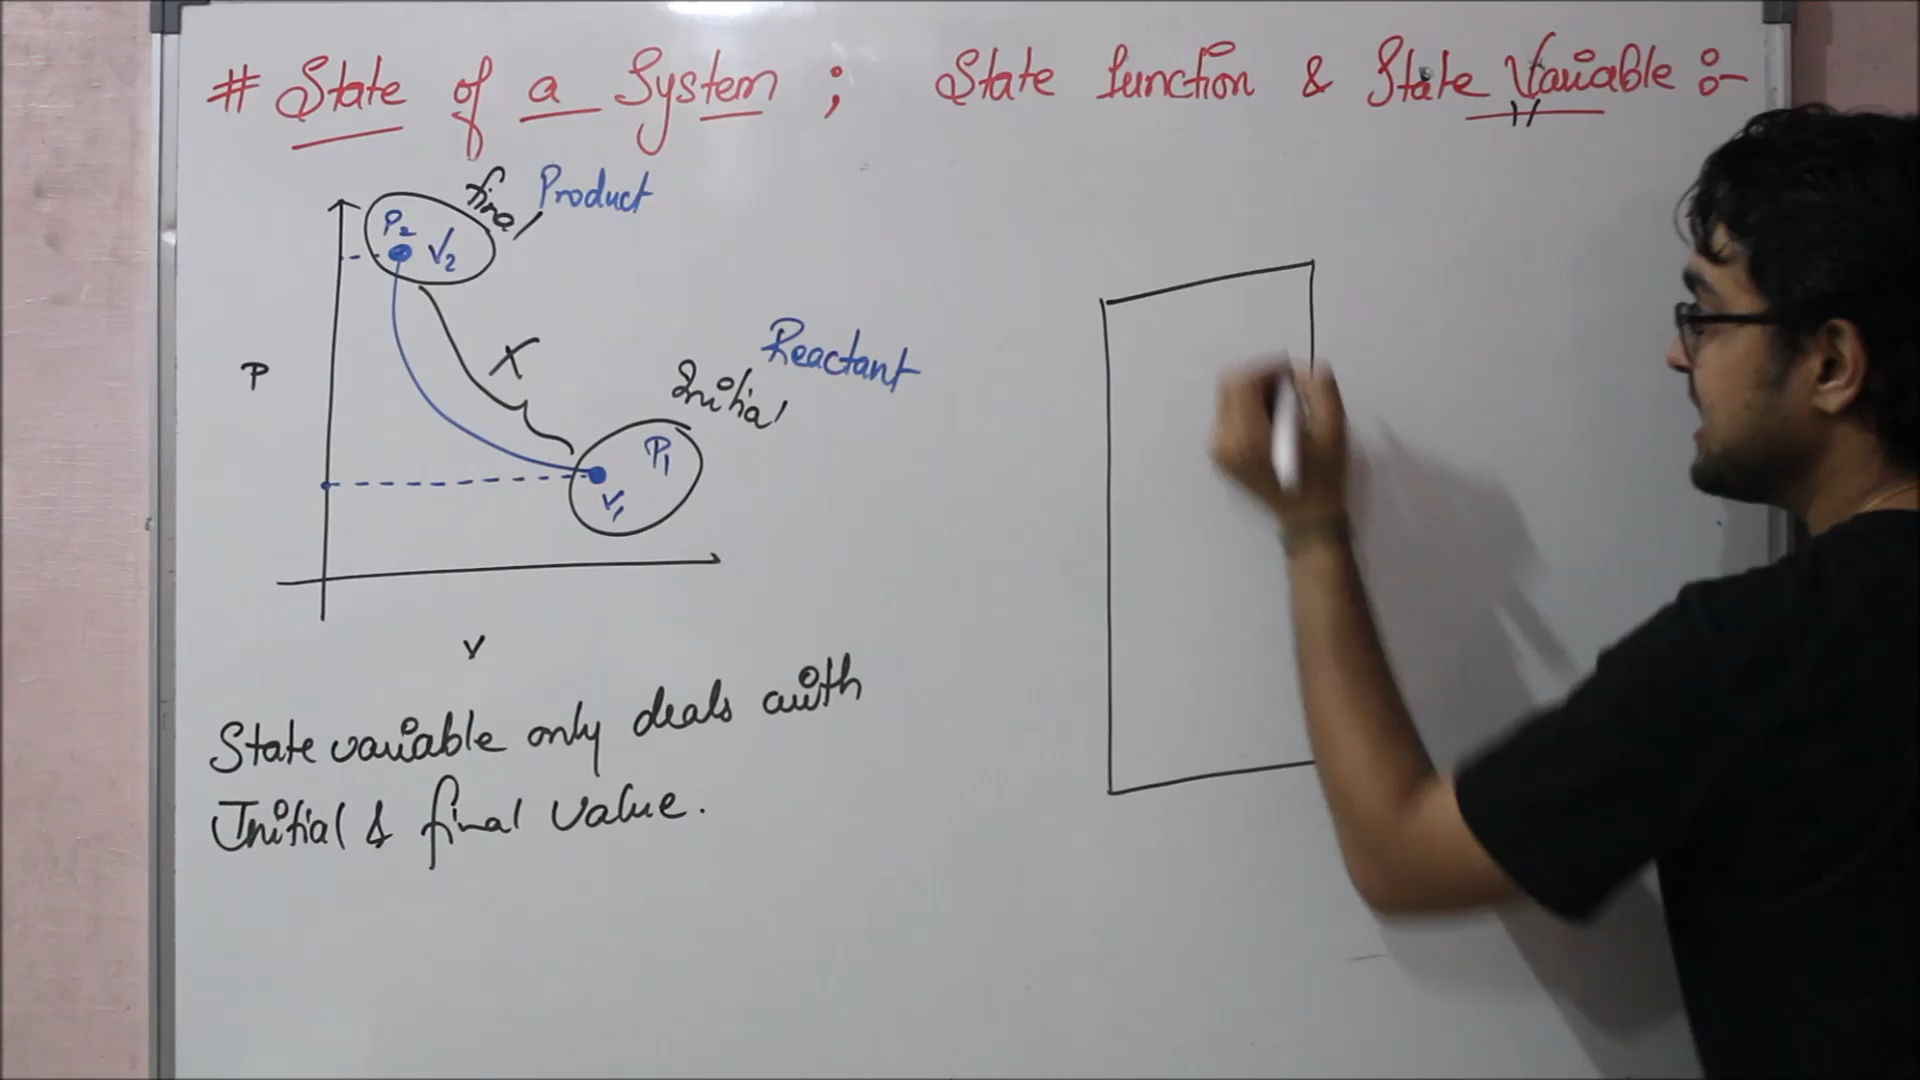 # State of a System ; State function & State Variable :-
final Product
P₂
V₂
X
P
Reactant
Initial
P₁
V₁
V
State variable only deals with
Initial & final value.